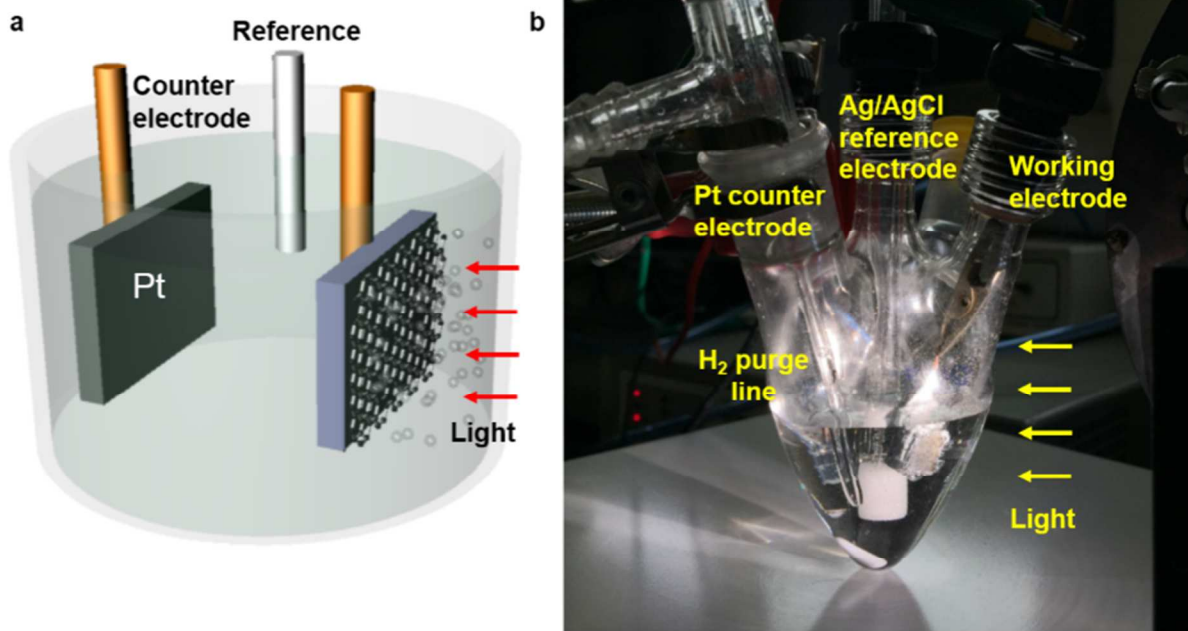 a
Reference
Counter
electrode
Pt
Light
b
Ag/AgCl
reference
electrode
Working
electrode
Pt counter
electrode
H₂ purge
line
Light